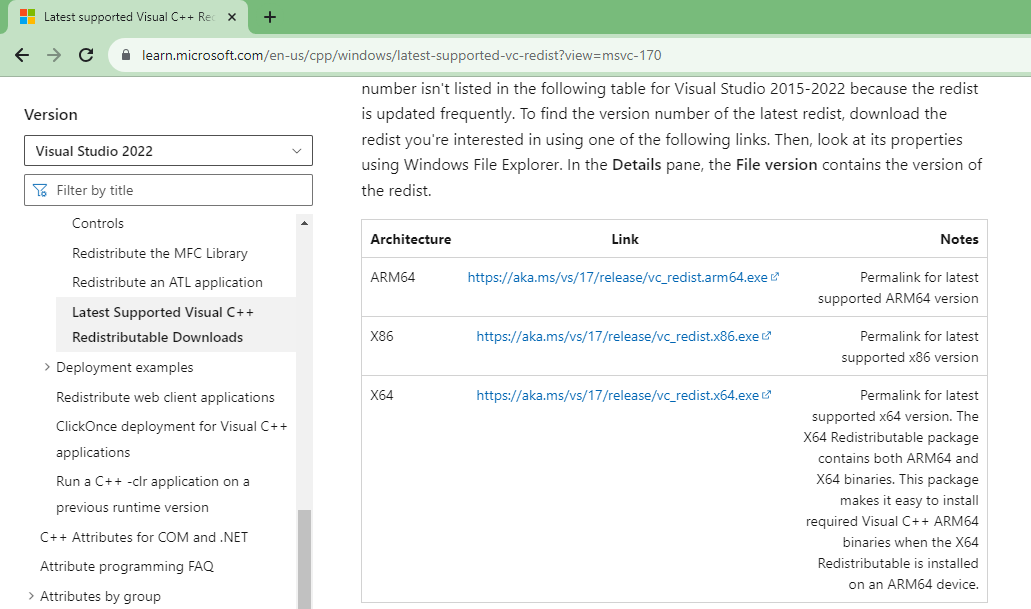 Latest supported Visual C++ Rec
learn.microsoft.com/en-us/cpp/windows/latest-supported-vc-redist?view=msvc-170
Version
Visual Studio 2022
Filter by title
Controls
Redistribute the MFC Library
Redistribute an ATL application
Latest Supported Visual C++
Redistributable Downloads
Deployment examples
Redistribute web client applications
ClickOnce deployment for Visual C++
applications
Run a C++ -clr application on a
previous runtime version
C++ Attributes for COM and .NET
Attribute programming FAQ
Attributes by group
number isn't listed in the following table for Visual Studio 2015-2022 because the redist
is updated frequently. To find the version number of the latest redist, download the
redist you're interested in using one of the following links. Then, look at its properties
using Windows File Explorer. In the Details pane, the File version contains the version of
the redist.
Architecture Link Notes
ARM64 https://aka.ms/vs/17/release/vc_redist.arm64.exe Permalink for latest
supported ARM64 version
X86 https://aka.ms/vs/17/release/vc_redist.x86.exe Permalink for latest
supported x86 version
X64 https://aka.ms/vs/17/release/vc_redist.x64.exe Permalink for latest
supported x64 version. The
X64 Redistributable package
contains both ARM64 and
X64 binaries. This package
makes it easy to install
required Visual C++ ARM64
binaries when the X64
Redistributable is installed
on an ARM64 device.